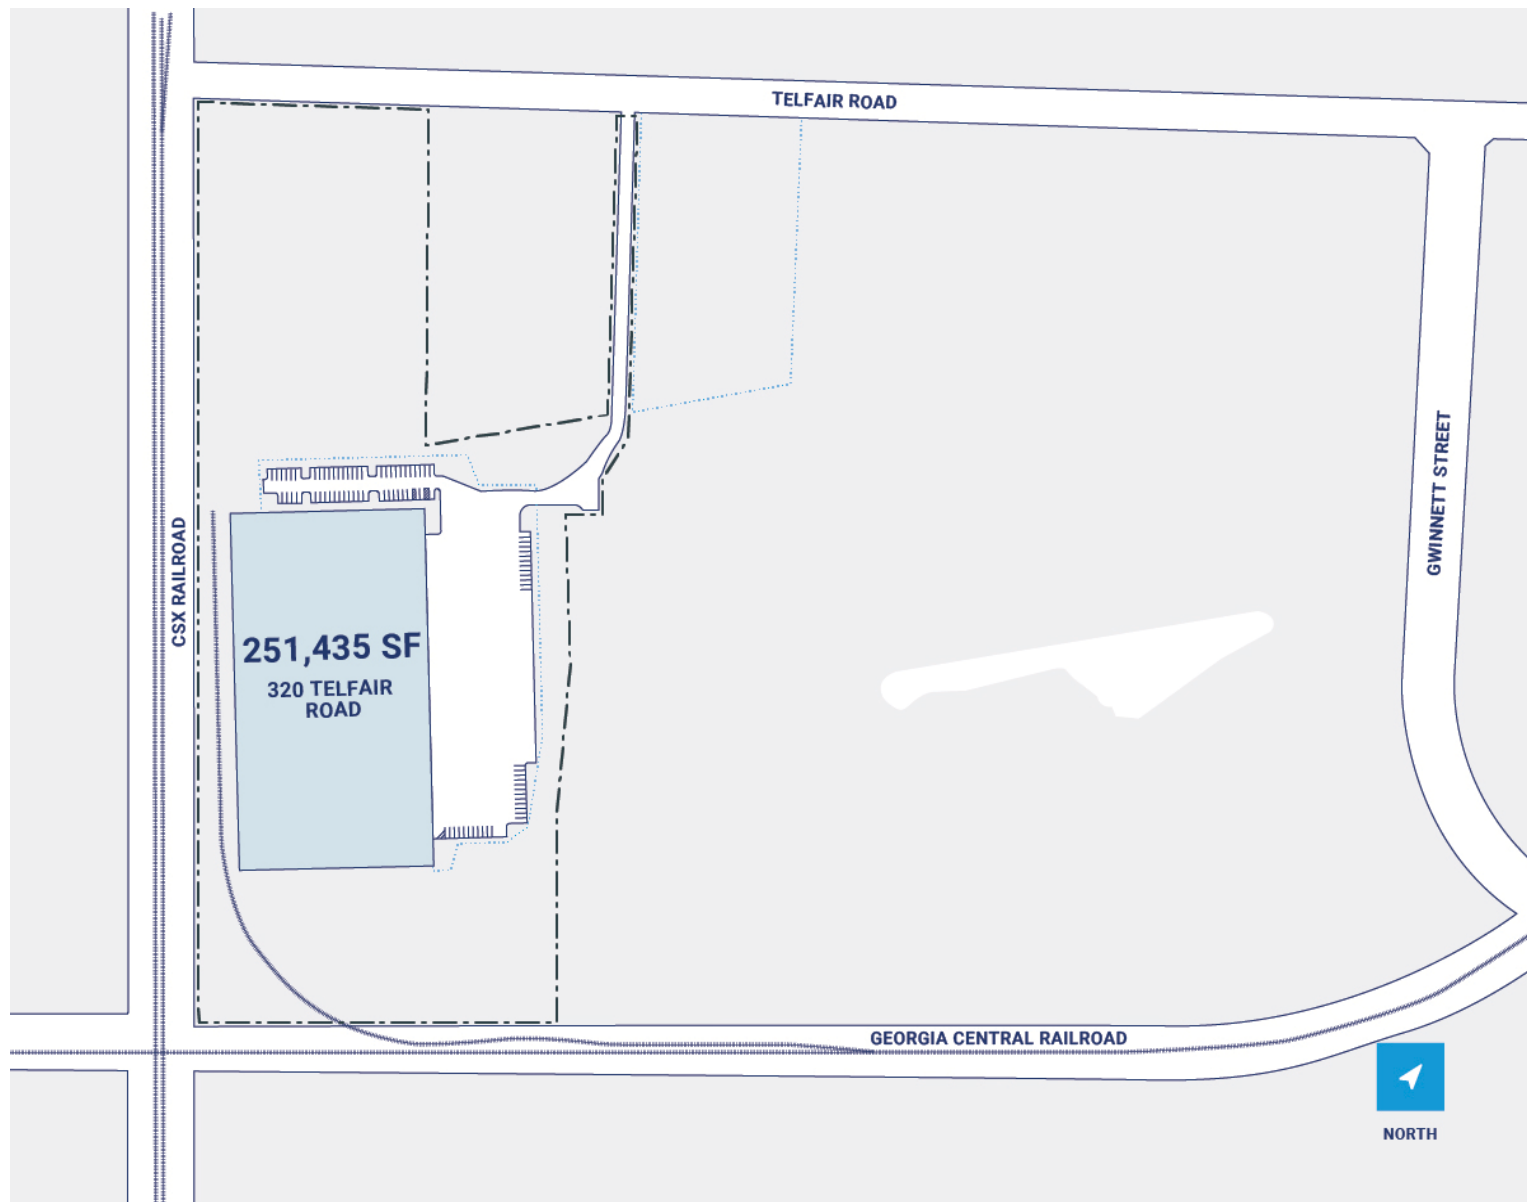 TELFAIR ROAD
GWINNETT STREET
CSX RAILROAD
251,435 SF
320 TELFAIR
ROAD
GEORGIA CENTRAL RAILROAD
NORTH